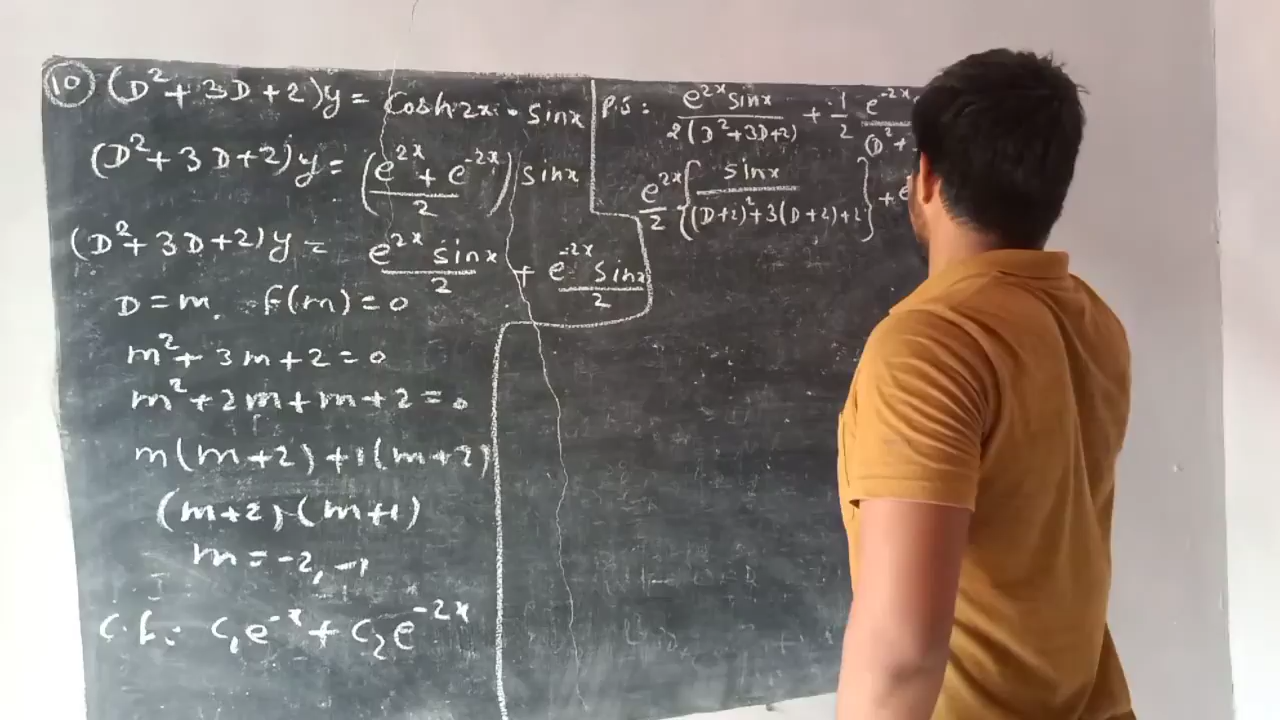 10 (D²+3D+2)y = Cosh2x · sinx
(D²+3D+2)y = (e^{2x} + e^{-2x} / 2) sinx
(D²+3D+2)y = e^{2x} sinx / 2 + e^{-2x} sinx / 2
D = m. f(m) = 0
m² + 3m + 2 = 0
m² + 2m + m + 2 = 0
m(m+2) + 1(m+2)
(m+2) (m+1)
m = -2, -1
C.F: C₁e^{-x} + C₂e^{-2x}
P.S: e^{2x} sinx / 2(D²+3D+2) + 1/2 e^{-2x} / (D²+
e^{2x}/2 { sinx / ((D+2)²+3(D+2)+2 } + e